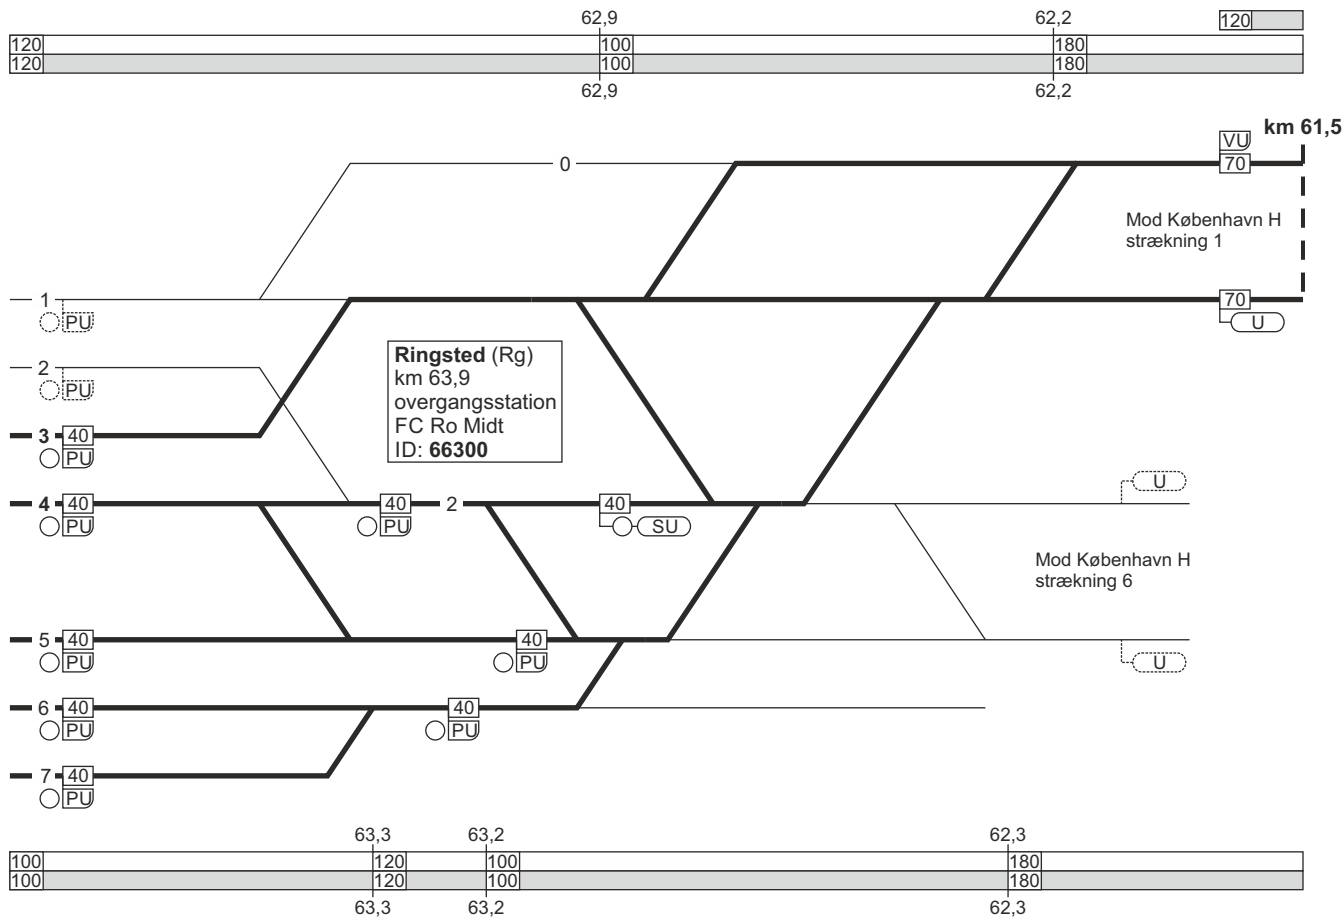 62,9
62,2
120
120
100
180
120
100
180
62,9
62,2
km 61,5
VU
0
70
Mod København H
strækning 1
1
70
PU
U
Ringsted (Rg)
km 63,9
overgangsstation
FC Ro Midt
ID: 66300
2
PU
3
40
PU
4
40
40
2
40
U
PU
PU
SU
Mod København H
strækning 6
5
40
40
PU
PU
U
6
40
40
PU
PU
7
40
PU
63,3
63,2
62,3
100
120
100
180
100
120
100
180
63,3
63,2
62,3